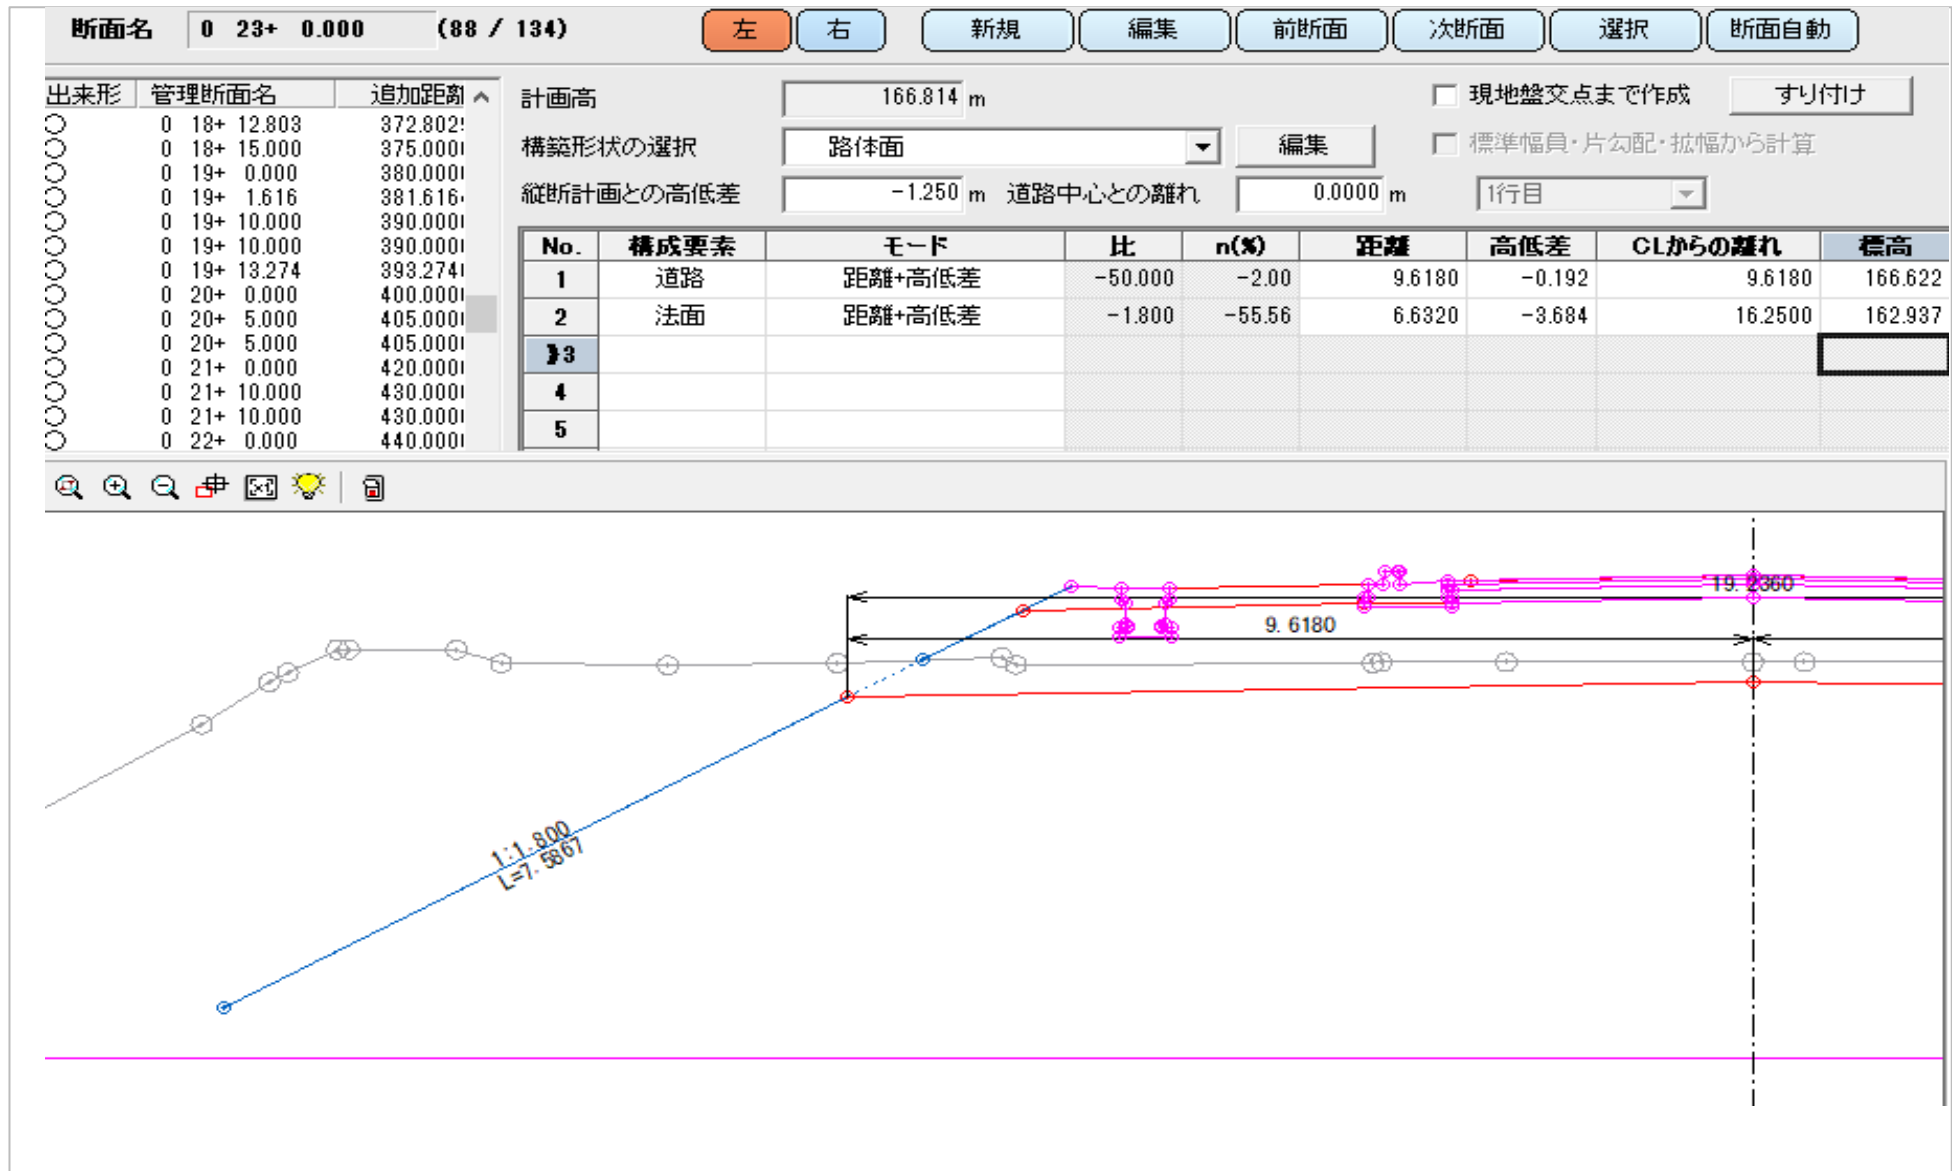 断面名 0 23+ 0.000 (88 / 134) 左 右 新規 編集 前断面 次断面 選択 断面自動
出来形 管理断面名 追加距離
○ 0 18+ 12.803 372.802
○ 0 18+ 15.000 375.000
○ 0 19+ 0.000 380.000
○ 0 19+ 1.616 381.616
○ 0 19+ 10.000 390.000
○ 0 19+ 10.000 390.000
○ 0 19+ 13.274 393.274
○ 0 20+ 0.000 400.000
○ 0 20+ 5.000 405.000
○ 0 20+ 5.000 405.000
○ 0 21+ 0.000 420.000
○ 0 21+ 10.000 430.000
○ 0 21+ 10.000 430.000
○ 0 22+ 0.000 440.000
計画高 166.814 m 現地盤交点まで作成 すり付け
構築形状の選択 路体面 編集 標準幅員・片勾配・拡幅から計算
縦断計画との高低差 -1.250 m 道路中心との離れ 0.0000 m 1行目
No. 構成要素 モード 比 n(%) 距離 高低差 CLからの離れ 標高
1 道路 距離+高低差 -50.000 -2.00 9.6180 -0.192 9.6180 166.622
2 法面 距離+高低差 -1.800 -55.56 6.6320 -3.684 16.2500 162.937
3
4
5
19.2360
9.6180
1:1.800
L=7.5867